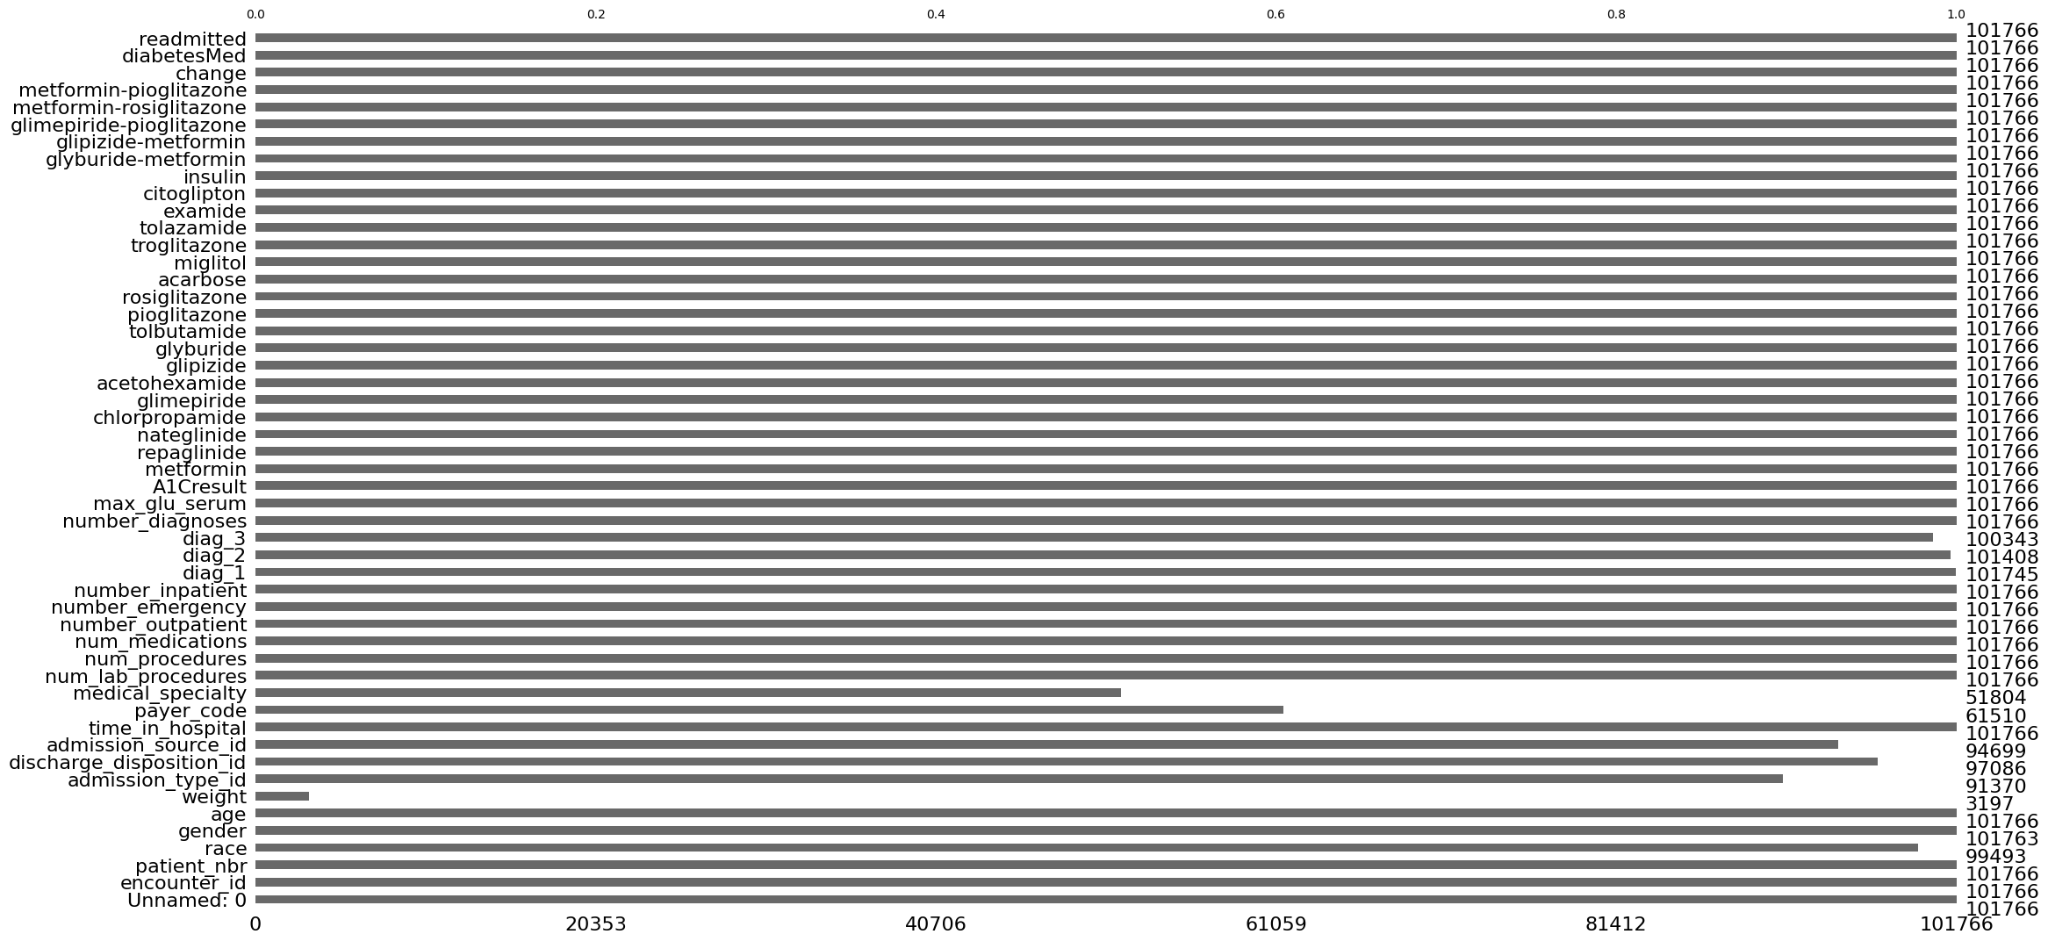 0.0 0.2 0.4 0.6 0.8 1.0
readmitted 101766
diabetesMed 101766
change 101766
metformin-pioglitazone 101766
metformin-rosiglitazone 101766
glimepiride-pioglitazone 101766
glipizide-metformin 101766
glyburide-metformin 101766
insulin 101766
citoglipton 101766
examide 101766
tolazamide 101766
troglitazone 101766
miglitol 101766
acarbose 101766
rosiglitazone 101766
pioglitazone 101766
tolbutamide 101766
glyburide 101766
glipizide 101766
acetohexamide 101766
glimepiride 101766
chlorpropamide 101766
nateglinide 101766
repaglinide 101766
metformin 101766
A1Cresult 101766
max_glu_serum 101766
number_diagnoses 101766
diag_3 100343
diag_2 101408
diag_1 101745
number_inpatient 101766
number_emergency 101766
number_outpatient 101766
num_medications 101766
num_procedures 101766
num_lab_procedures 101766
medical_specialty 51804
payer_code 61510
time_in_hospital 101766
admission_source_id 94699
discharge_disposition_id 97086
admission_type_id 91370
weight 3197
age 101766
gender 101763
race 99493
patient_nbr 101766
encounter_id 101766
Unnamed: 0 101766
0 20353 40706 61059 81412 101766